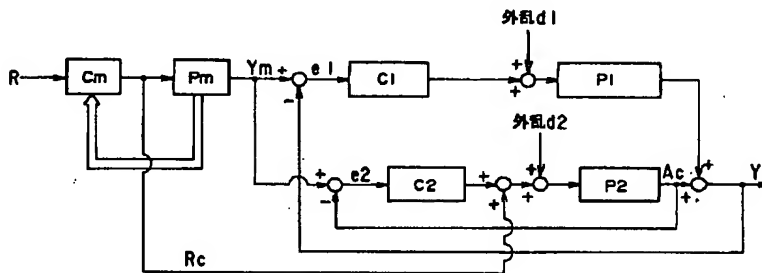 外乱d1
R
Cm
Pm
Ym
+
-
e1
C1
+
+
P1
外乱d2
+
-
e2
C2
+
+
+
+
P2
Ac
+
+
Y
Rc